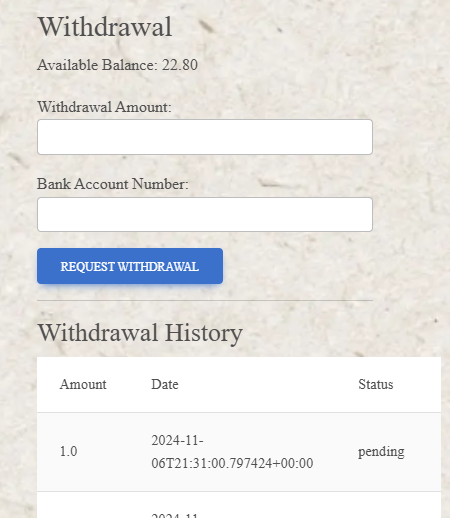 Withdrawal
Available Balance: 22.80
Withdrawal Amount:
Bank Account Number:
REQUEST WITHDRAWAL
Withdrawal History
Amount Date Status
1.0 2024-11-06T21:31:00.797424+00:00 pending
2024-11-